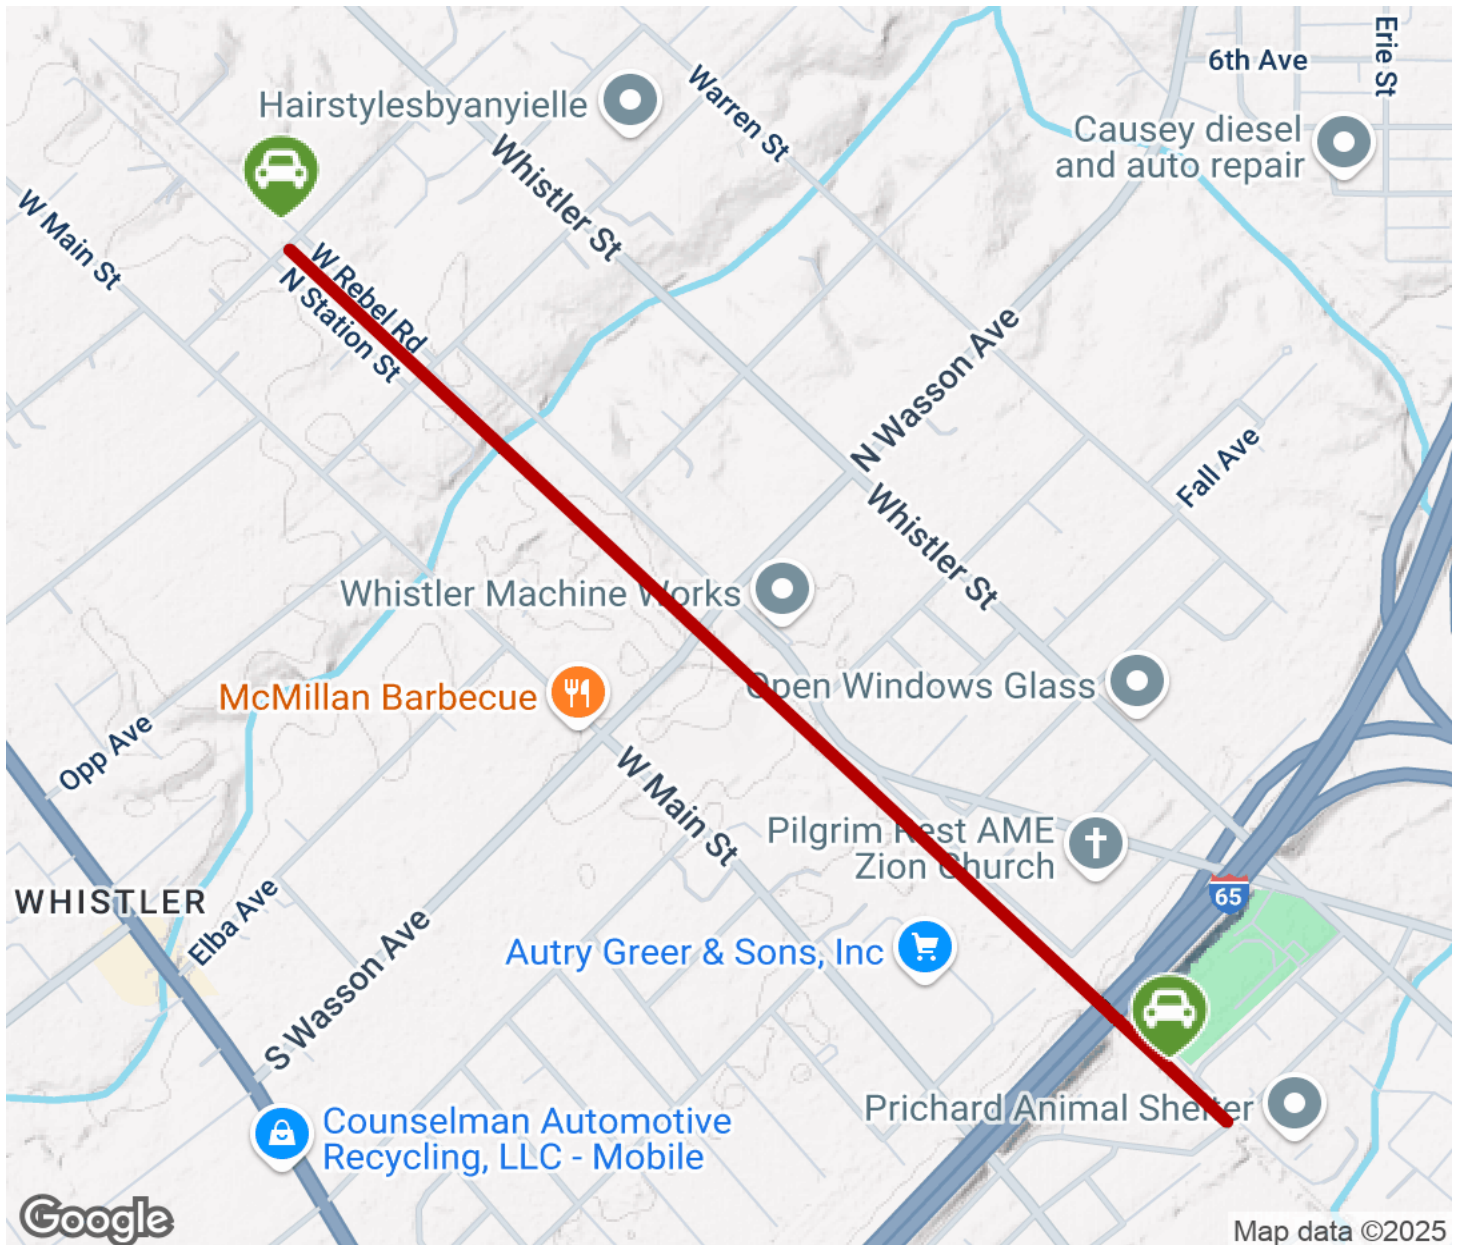 Erie St
6th Ave
Warren St
Hairstylesbyanyielle
Causey diesel
and auto repair
Whistler St
W Main St
W Rebel Rd
N Station St
N Wasson Ave
Fall Ave
Whistler St
Whistler Machine Works
Open Windows Glass
McMillan Barbecue
Opp Ave
W Main St
Pilgrim Rest AME
Zion Church
WHISTLER
65
Elba Ave
Autry Greer & Sons, Inc
S Wasson Ave
Prichard Animal Shelter
Counselman Automotive
Recycling, LLC - Mobile
Google
Map data ©2025